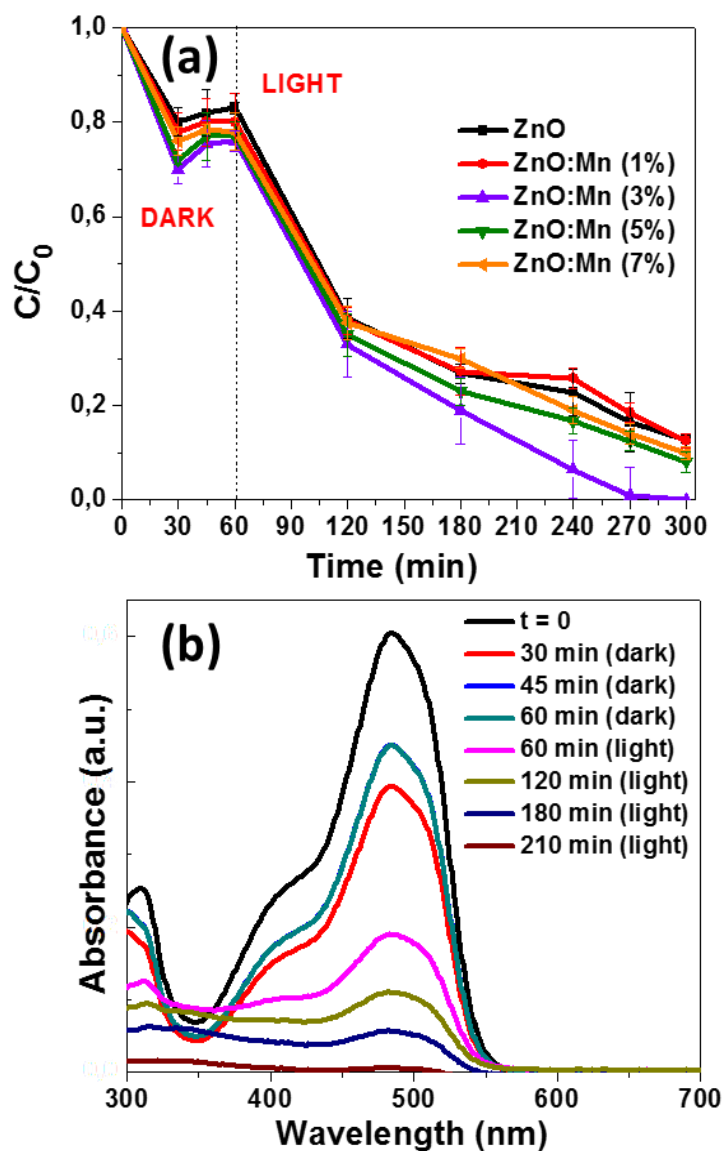 1,0
(a)
LIGHT
ZnO
ZnO:Mn (1%)
ZnO:Mn (3%)
ZnO:Mn (5%)
ZnO:Mn (7%)
DARK
0,8
0,6
0,4
0,2
0,0
C/C0
0 30 60 90 120 150 180 210 240 270 300
Time (min)
(b)
t = 0
30 min (dark)
45 min (dark)
60 min (dark)
60 min (light)
120 min (light)
180 min (light)
210 min (light)
Absorbance (a.u.)
300 400 500 600 700
Wavelength (nm)